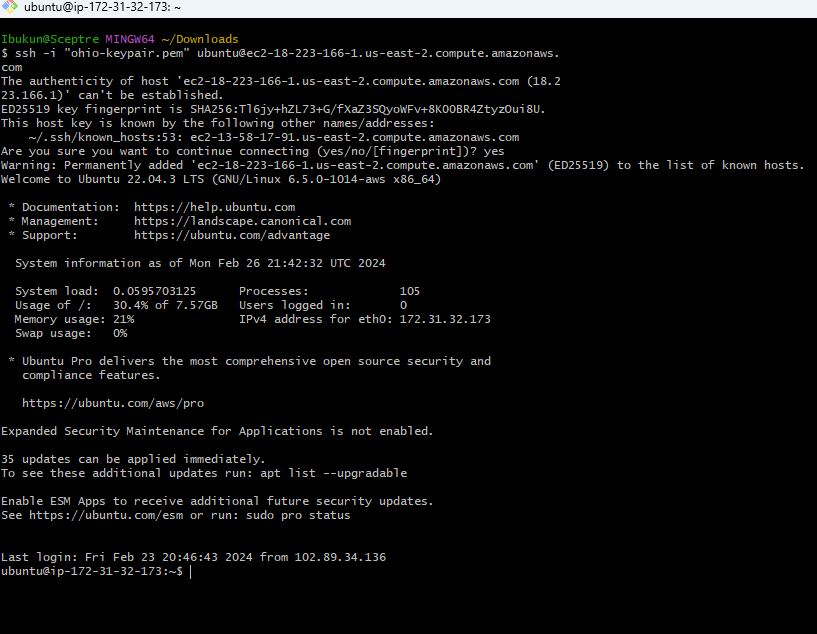 ubuntu@ip-172-31-32-173: ~
Ibukun@Sceptre MINGW64 ~/Downloads
$ ssh -i "ohio-keypair.pem" ubuntu@ec2-18-223-166-1.us-east-2.compute.amazonaws.
com
The authenticity of host 'ec2-18-223-166-1.us-east-2.compute.amazonaws.com (18.2
23.166.1)' can't be established.
ED25519 key fingerprint is SHA256:Tl6jy+hZL73+G/fXaZ3SQyoWFv+8KOOBR4ZtyzOui8U.
This host key is known by the following other names/addresses:
    ~/.ssh/known_hosts:53: ec2-13-58-17-91.us-east-2.compute.amazonaws.com
Are you sure you want to continue connecting (yes/no/[fingerprint])? yes
Warning: Permanently added 'ec2-18-223-166-1.us-east-2.compute.amazonaws.com' (ED25519) to the list of known hosts.
Welcome to Ubuntu 22.04.3 LTS (GNU/Linux 6.5.0-1014-aws x86_64)

 * Documentation:  https://help.ubuntu.com
 * Management:     https://landscape.canonical.com
 * Support:        https://ubuntu.com/advantage

  System information as of Mon Feb 26 21:42:32 UTC 2024

  System load:  0.0595703125      Processes:             105
  Usage of /:   30.4% of 7.57GB   Users logged in:       0
  Memory usage: 21%               IPv4 address for eth0: 172.31.32.173
  Swap usage:   0%

 * Ubuntu Pro delivers the most comprehensive open source security and
   compliance features.

   https://ubuntu.com/aws/pro

Expanded Security Maintenance for Applications is not enabled.

35 updates can be applied immediately.
To see these additional updates run: apt list --upgradable

Enable ESM Apps to receive additional future security updates.
See https://ubuntu.com/esm or run: sudo pro status


Last login: Fri Feb 23 20:46:43 2024 from 102.89.34.136
ubuntu@ip-172-31-32-173:~$